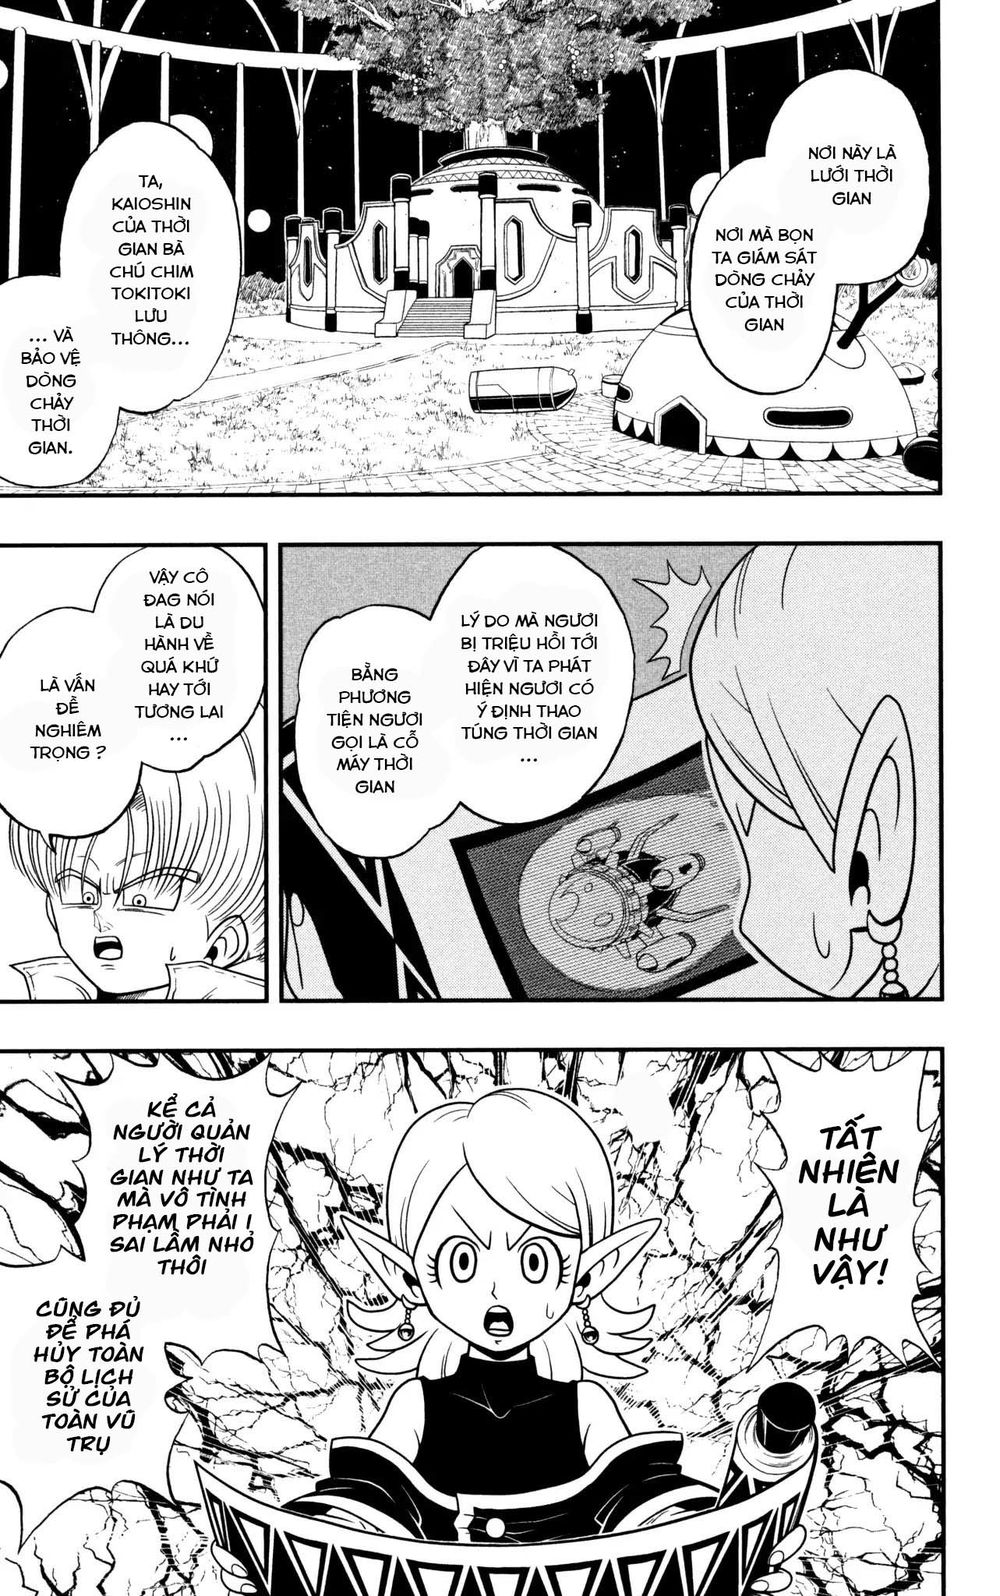 NƠI NÀY LÀ
LƯỚI THỜI
GIAN
NƠI MÀ BỌN
TA GIÁM SÁT
DÒNG CHẢY
CỦA THỜI
GIAN
TA,
KAIOSHIN
CỦA THỜI
GIAN BÀ
CHÚ CHIM
TOKITOKI
LƯU
THÔNG...
... VÀ
BẢO VỆ
DÒNG
CHẢY
THỜI
GIAN.
LÝ DO MÀ NGƯƠI
BỊ TRIỆU HỒI TỚI
ĐÂY VÌ TA PHÁT
HIỆN NGƯƠI CÓ
Ý ĐỊNH THAO
TÚNG THỜI GIAN
...
BẰNG
PHƯƠNG
TIỆN NGƯƠI
GỌI LÀ CỖ
MÁY THỜI
GIAN
VẬY CÔ
ĐAG NÓI
LÀ DU
HÀNH VỀ
QUÁ KHỨ
HAY TỚI
TƯƠNG LAI
...
LÀ VẤN
ĐỀ
NGHIÊM
TRỌNG ?
TẤT
NHIÊN
LÀ
NHƯ
VẬY!
KỂ CẢ
NGƯỜI QUẢN
LÝ THỜI
GIAN NHƯ TA
MÀ VÔ TÌNH
PHẠM PHẢI 1
SAI LẦM NHỎ
THÔI
CŨNG ĐỦ
ĐỂ PHÁ
HỦY TOÀN
BỘ LỊCH
SỬ CỦA
TOÀN VŨ
TRỤ